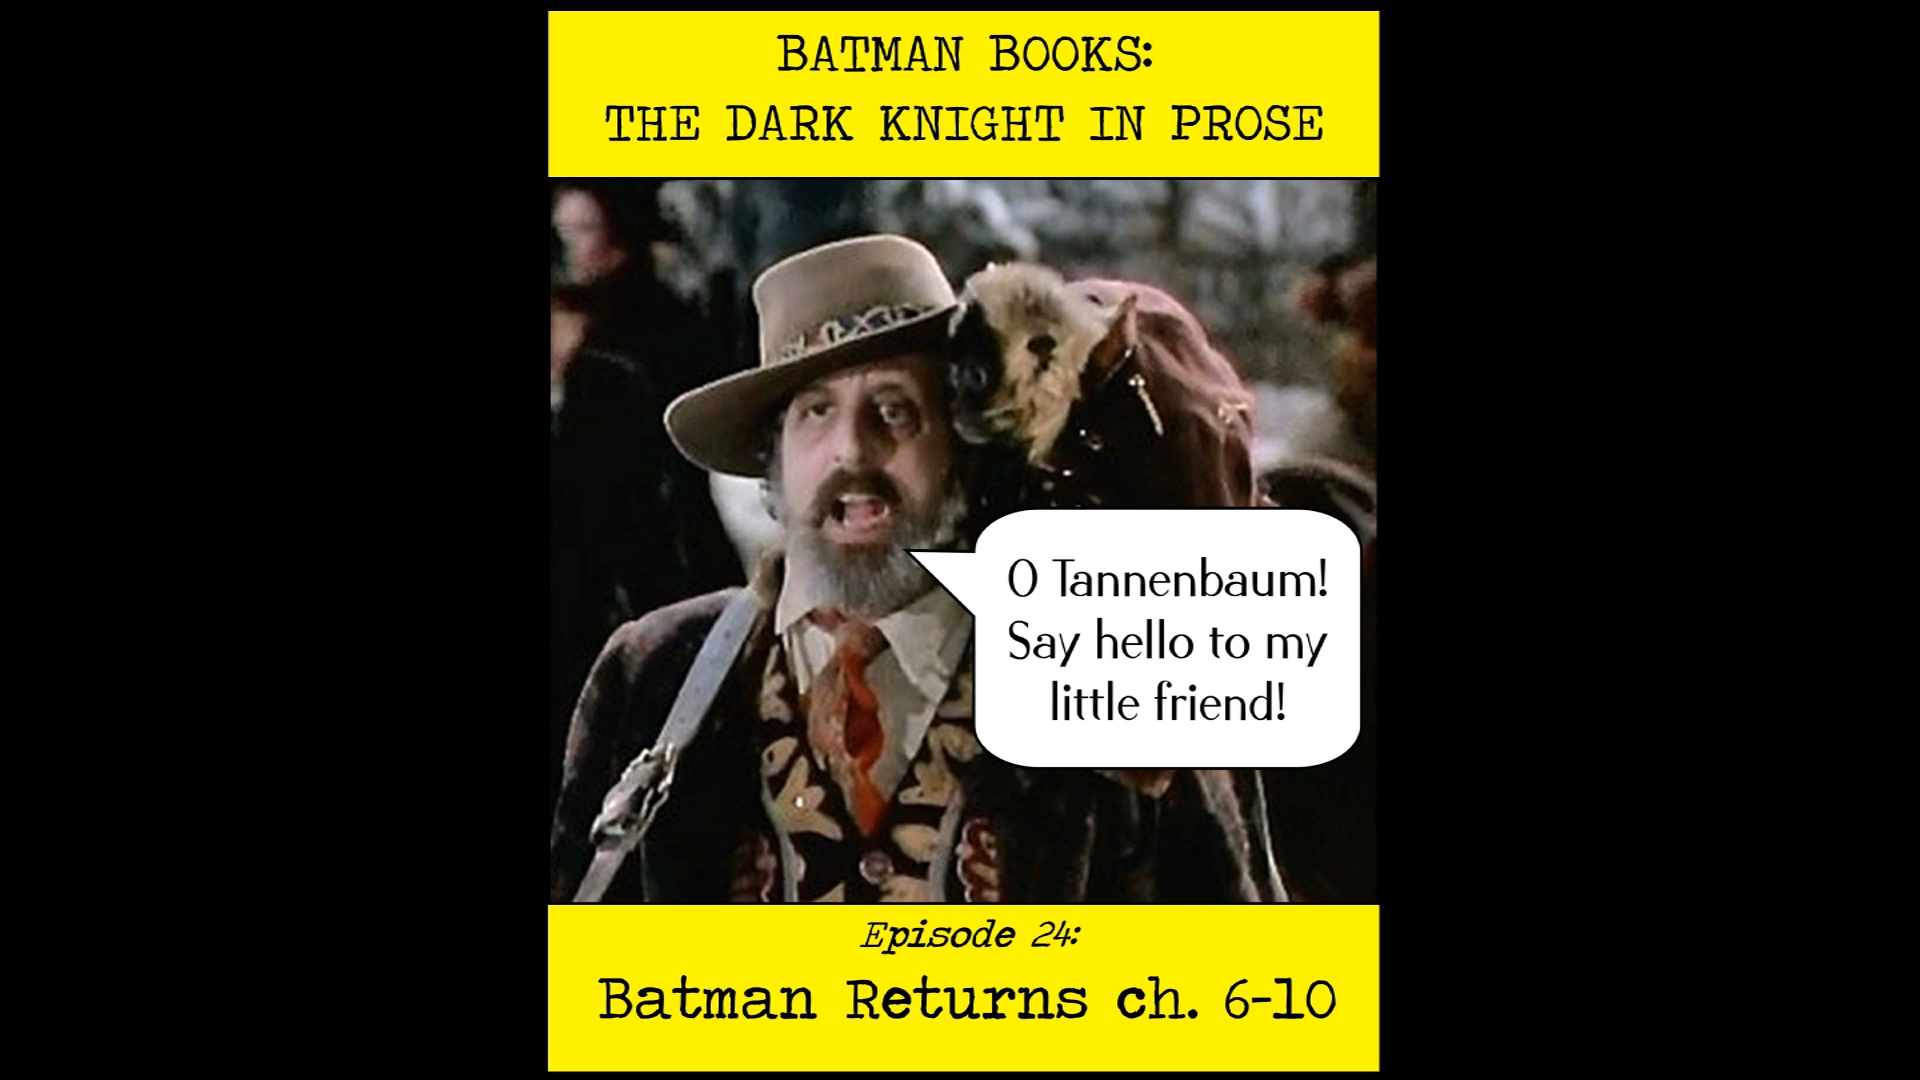 BATMAN BOOKS:
THE DARK KNIGHT IN PROSE
O Tannenbaum!
Say hello to my
little friend!
Episode 24:
Batman Returns ch. 6-10